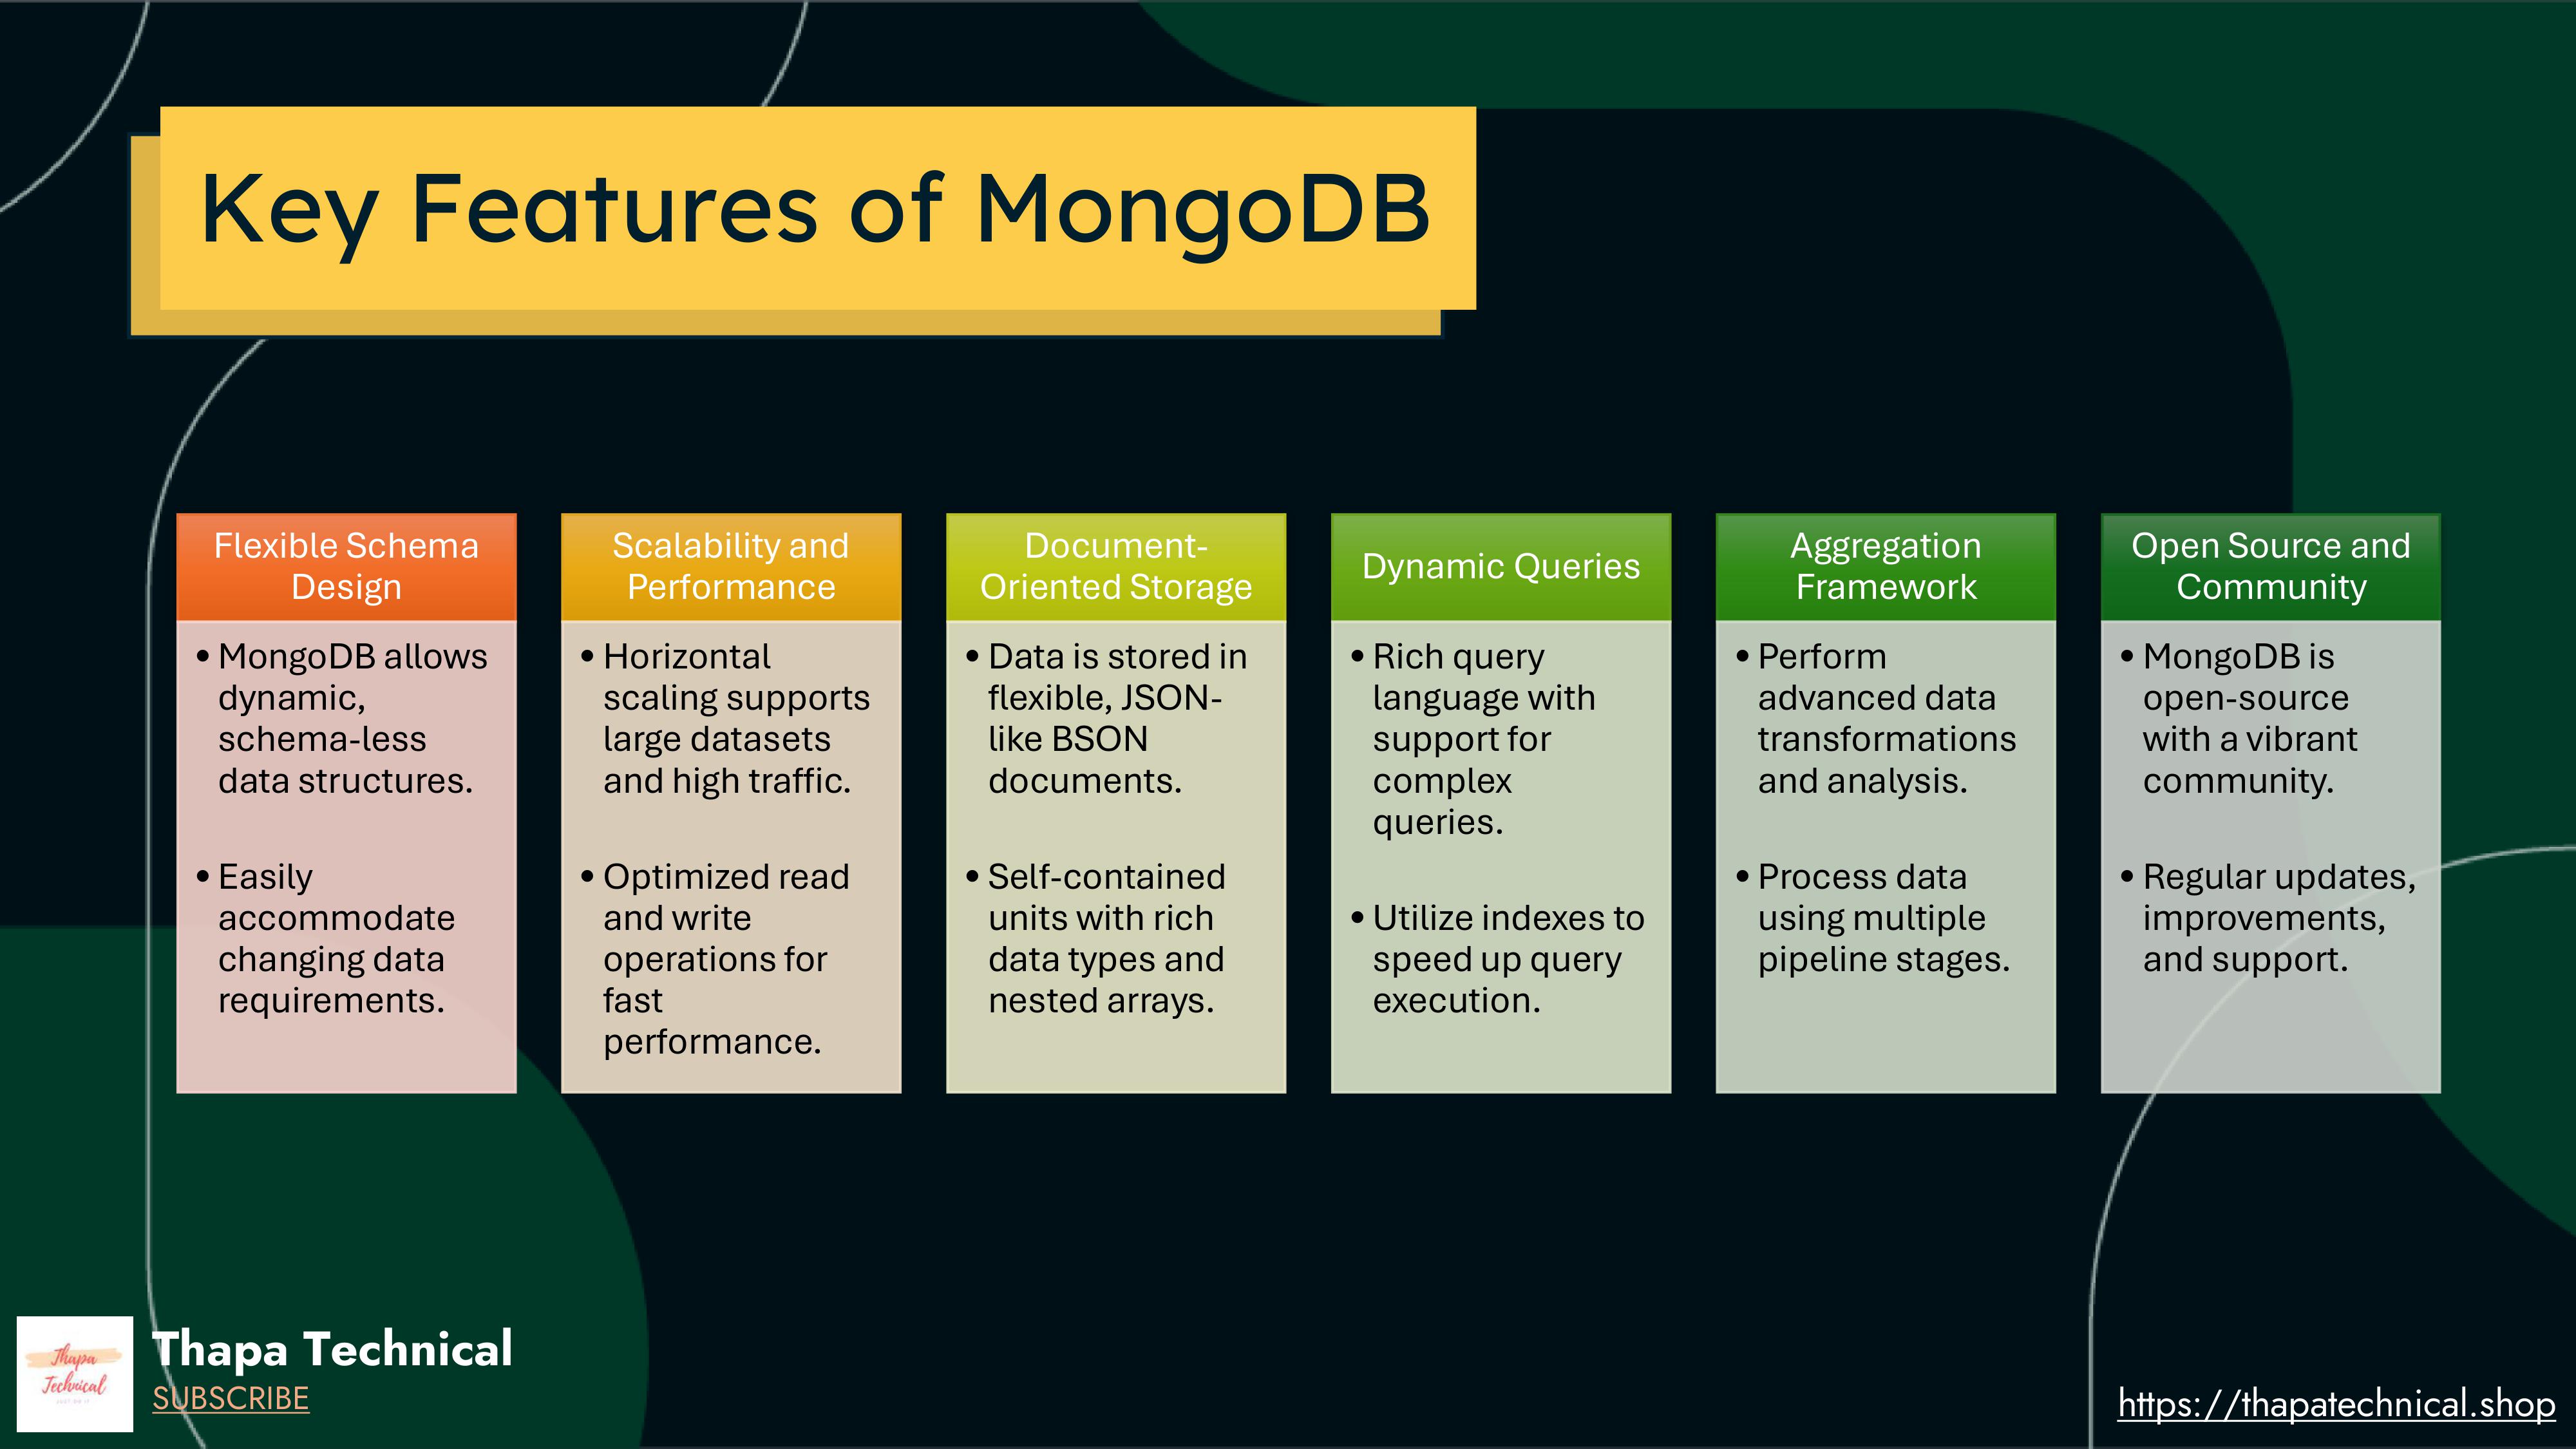 Key Features of MongoDB
Flexible Schema
Design
• MongoDB allows
dynamic,
schema-less
data structures.
• Easily
accommodate
changing data
requirements.
Scalability and
Performance
• Horizontal
scaling supports
large datasets
and high traffic.
• Optimized read
and write
operations for
fast
performance.
Document-
Oriented Storage
• Data is stored in
flexible, JSON-
like BSON
documents.
• Self-contained
units with rich
data types and
nested arrays.
Dynamic Queries
• Rich query
language with
support for
complex
queries.
• Utilize indexes to
speed up query
execution.
Aggregation
Framework
• Perform
advanced data
transformations
and analysis.
• Process data
using multiple
pipeline stages.
Open Source and
Community
• MongoDB is
open-source
with a vibrant
community.
• Regular updates,
improvements,
and support.
Thapa
Technical
Thapa Technical
SUBSCRIBE
https://thapatechnical.shop